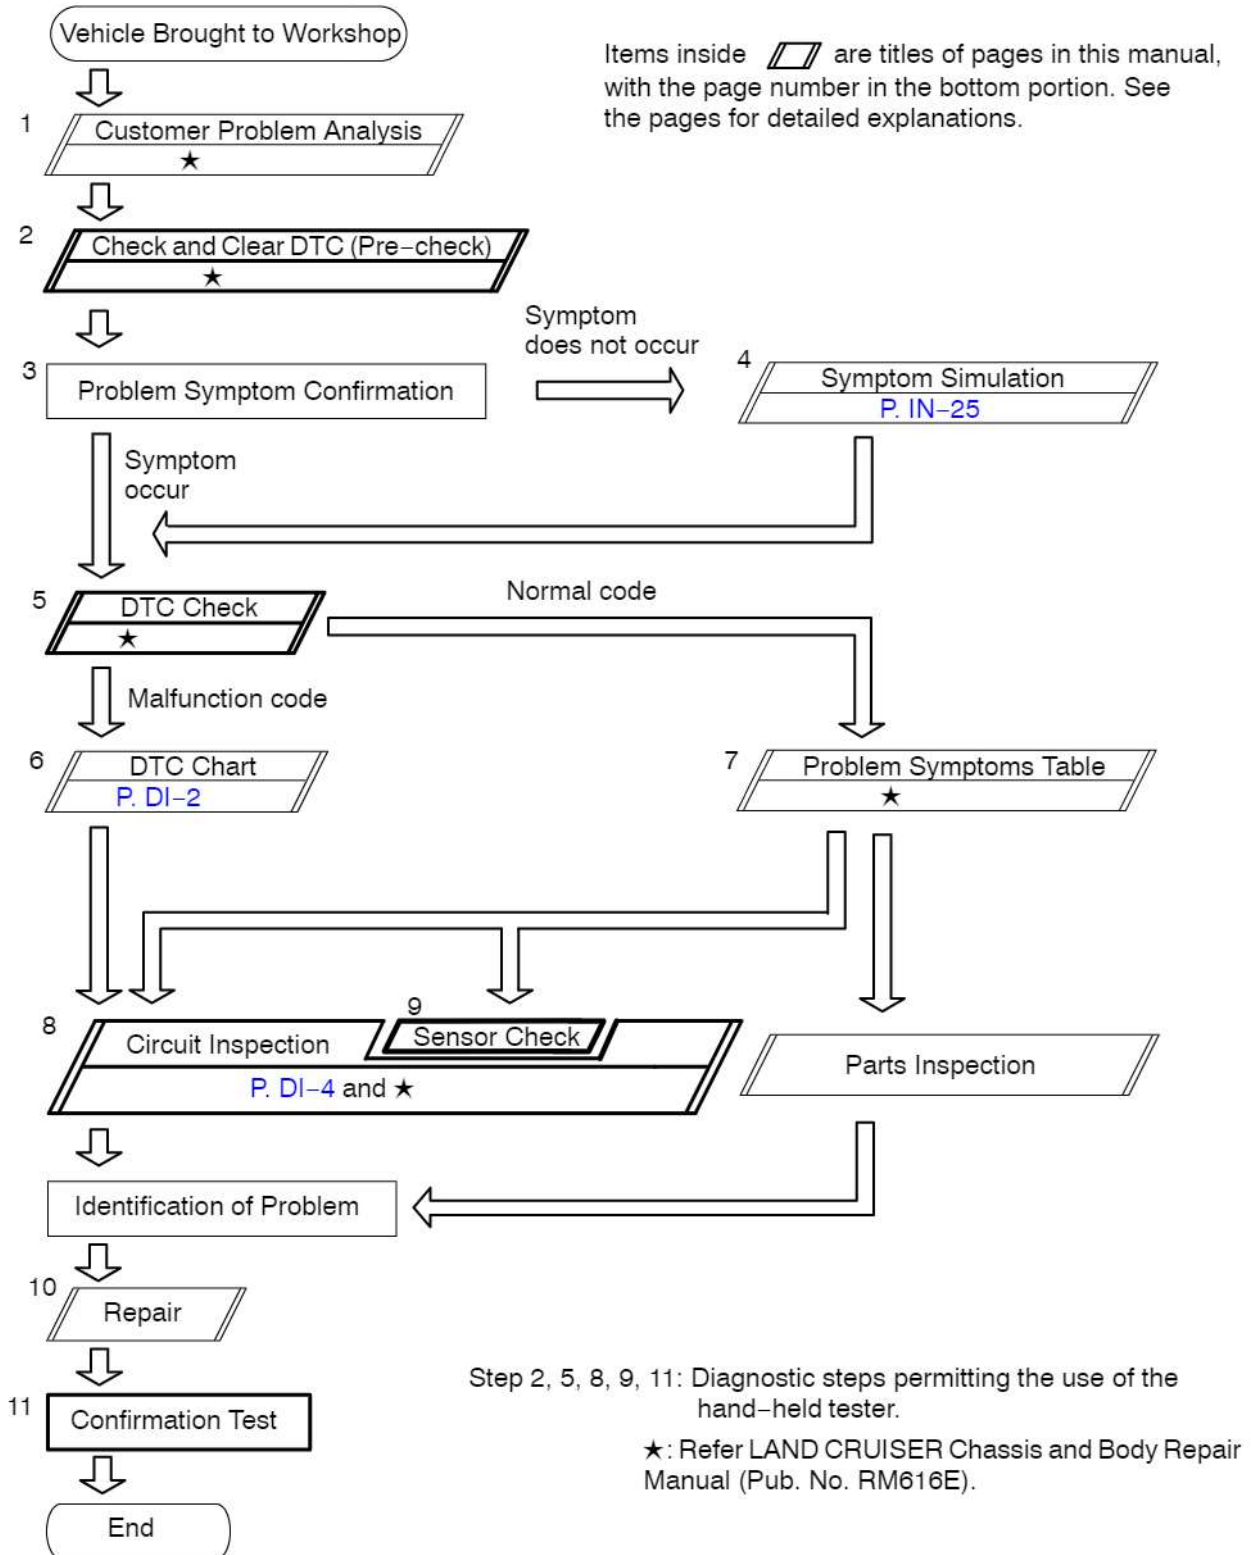 Vehicle Brought to Workshop
Items inside are titles of pages in this manual,
with the page number in the bottom portion. See
the pages for detailed explanations.
1
Customer Problem Analysis
★
2
Check and Clear DTC (Pre−check)
★
3
Problem Symptom Confirmation
Symptom
does not occur
4
Symptom Simulation
P. IN−25
Symptom
occur
5
DTC Check
★
Normal code
Malfunction code
6
DTC Chart
P. DI−2
7
Problem Symptoms Table
★
8
Circuit Inspection
9
Sensor Check
P. DI−4 and ★
Parts Inspection
Identification of Problem
10
Repair
11
Confirmation Test
Step 2, 5, 8, 9, 11: Diagnostic steps permitting the use of the
hand−held tester.
★: Refer LAND CRUISER Chassis and Body Repair
Manual (Pub. No. RM616E).
End